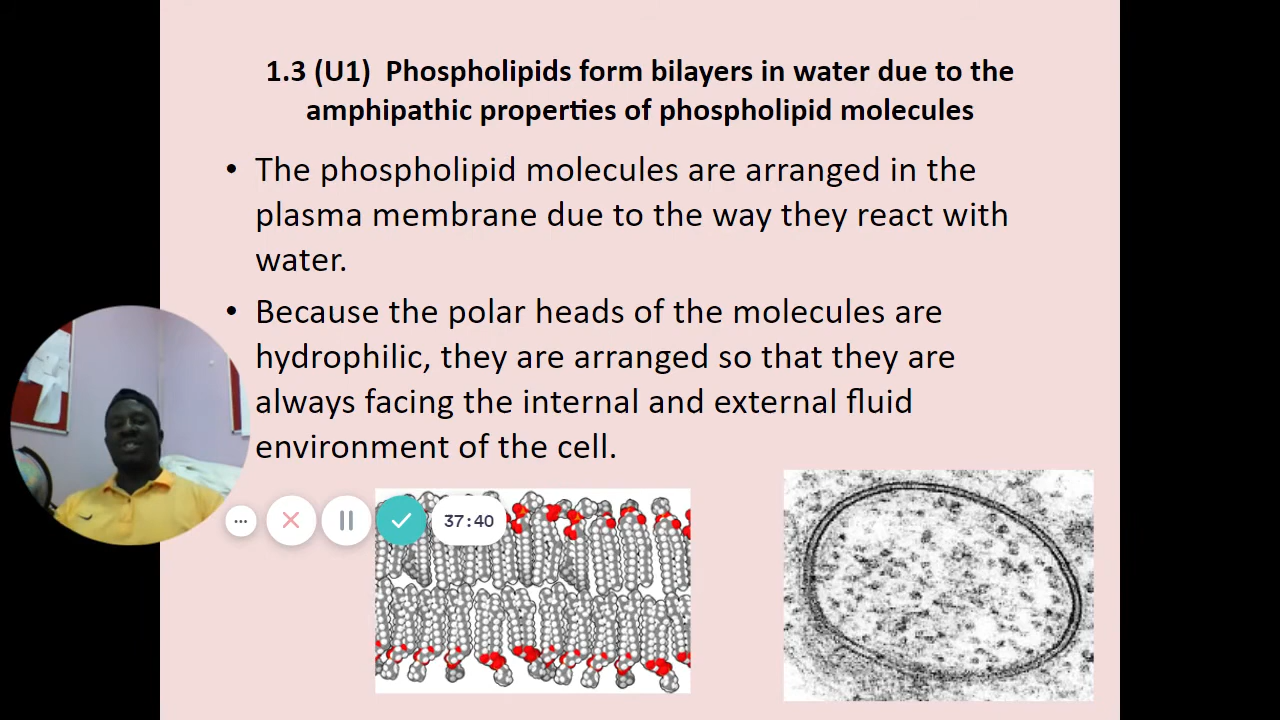 1.3 (U1)  Phospholipids form bilayers in water due to the
amphipathic properties of phospholipid molecules
• The phospholipid molecules are arranged in the
plasma membrane due to the way they react with
water.
• Because the polar heads of the molecules are
hydrophilic, they are arranged so that they are
always facing the internal and external fluid
environment of the cell.
37:40